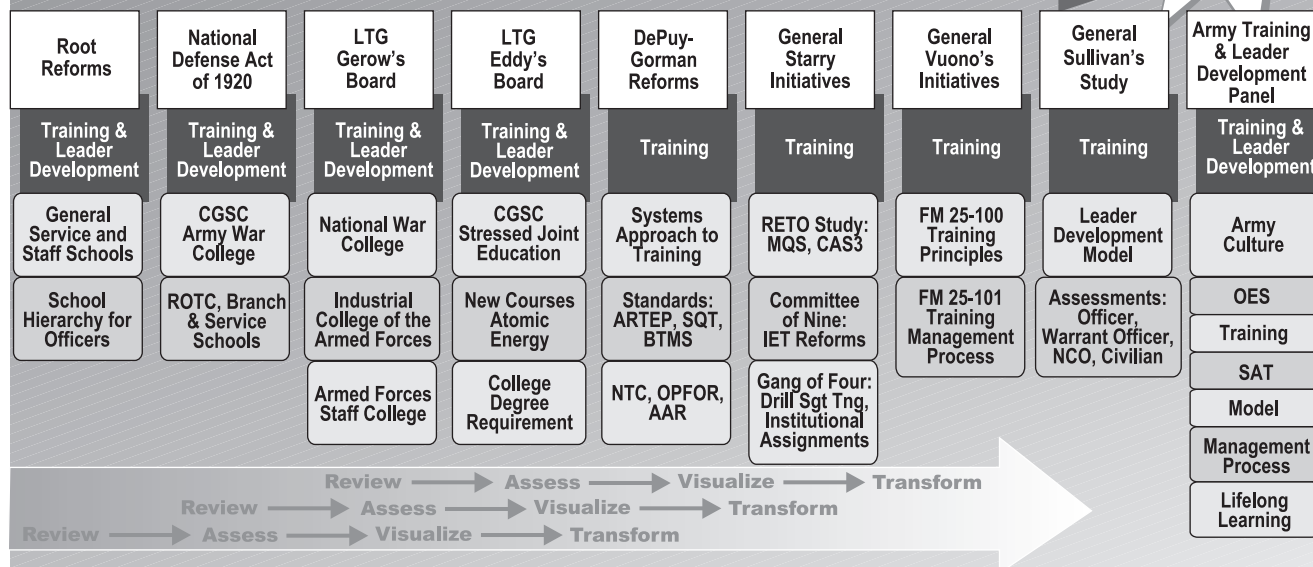 Root
Reforms
National
Defense Act
of 1920
LTG
Gerow's
Board
LTG
Eddy's
Board
DePuy-
Gorman
Reforms
General
Starry
Initiatives
General
Vuono's
Initiatives
General
Sullivan's
Study
Army Training
& Leader
Development
Panel
Training &
Leader
Development
Training &
Leader
Development
Training &
Leader
Development
Training &
Leader
Development
Training
Training
Training
Training
Training &
Leader
Development
General
Service and
Staff Schools
CGSC
Army War
College
National War
College
CGSC
Stressed Joint
Education
Systems
Approach to
Training
RETO Study:
MQS, CAS3
FM 25-100
Training
Principles
Leader
Development
Model
Army
Culture
School
Hierarchy for
Officers
ROTC, Branch
& Service
Schools
Industrial
College of the
Armed Forces
New Courses
Atomic
Energy
Standards:
ARTEP, SQT,
BTMS
Committee
of Nine:
IET Reforms
FM 25-101
Training
Management
Process
Assessments:
Officer,
Warrant Officer,
NCO, Civilian
OES
Training
Armed Forces
Staff College
College
Degree
Requirement
NTC, OPFOR,
AAR
Gang of Four:
Drill Sgt Tng,
Institutional
Assignments
SAT
Model
Management
Process
Lifelong
Learning
Review Assess Visualize Transform
Review Assess Visualize Transform
Review Assess Visualize Transform